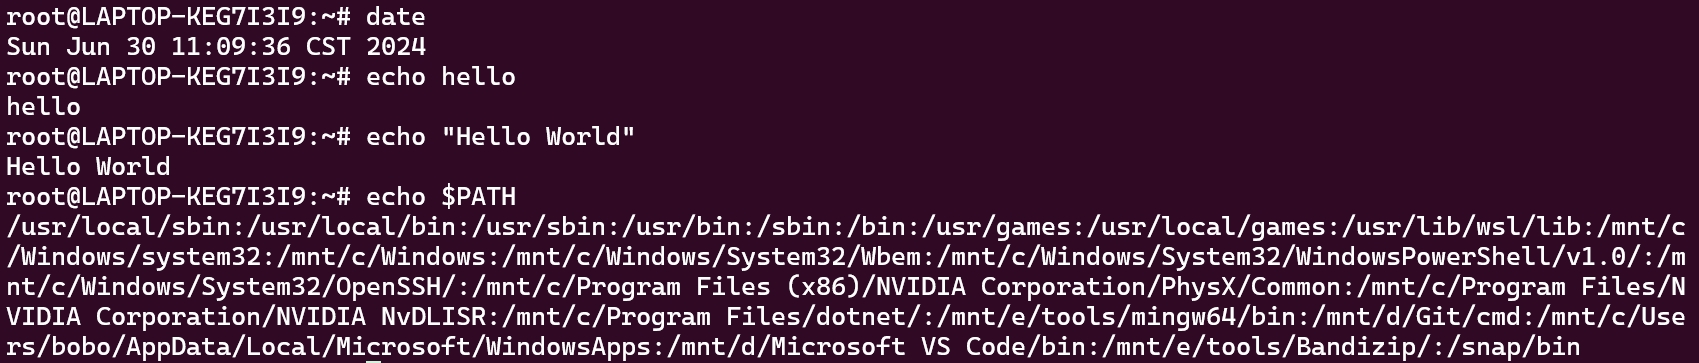 root@LAPTOP-KEG7I3I9:~# date
Sun Jun 30 11:09:36 CST 2024
root@LAPTOP-KEG7I3I9:~# echo hello
hello
root@LAPTOP-KEG7I3I9:~# echo "Hello World"
Hello World
root@LAPTOP-KEG7I3I9:~# echo $PATH
/usr/local/sbin:/usr/local/bin:/usr/sbin:/usr/bin:/sbin:/bin:/usr/games:/usr/local/games:/usr/lib/wsl/lib:/mnt/c
/Windows/system32:/mnt/c/Windows:/mnt/c/Windows/System32/Wbem:/mnt/c/Windows/System32/WindowsPowerShell/v1.0/:/m
nt/c/Windows/System32/OpenSSH/:/mnt/c/Program Files (x86)/NVIDIA Corporation/PhysX/Common:/mnt/c/Program Files/N
VIDIA Corporation/NVIDIA NvDLISR:/mnt/c/Program Files/dotnet/:/mnt/e/tools/mingw64/bin:/mnt/d/Git/cmd:/mnt/c/Use
rs/bobo/AppData/Local/Microsoft/WindowsApps:/mnt/d/Microsoft VS Code/bin:/mnt/e/tools/Bandizip/:/snap/bin